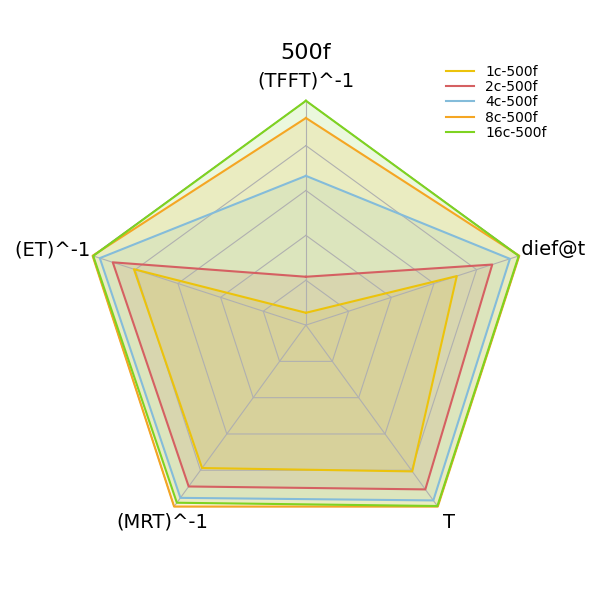 500f
(TFFT)^-1
1c-500f
2c-500f
4c-500f
8c-500f
16c-500f
(ET)^-1
dief@t
(MRT)^-1
T